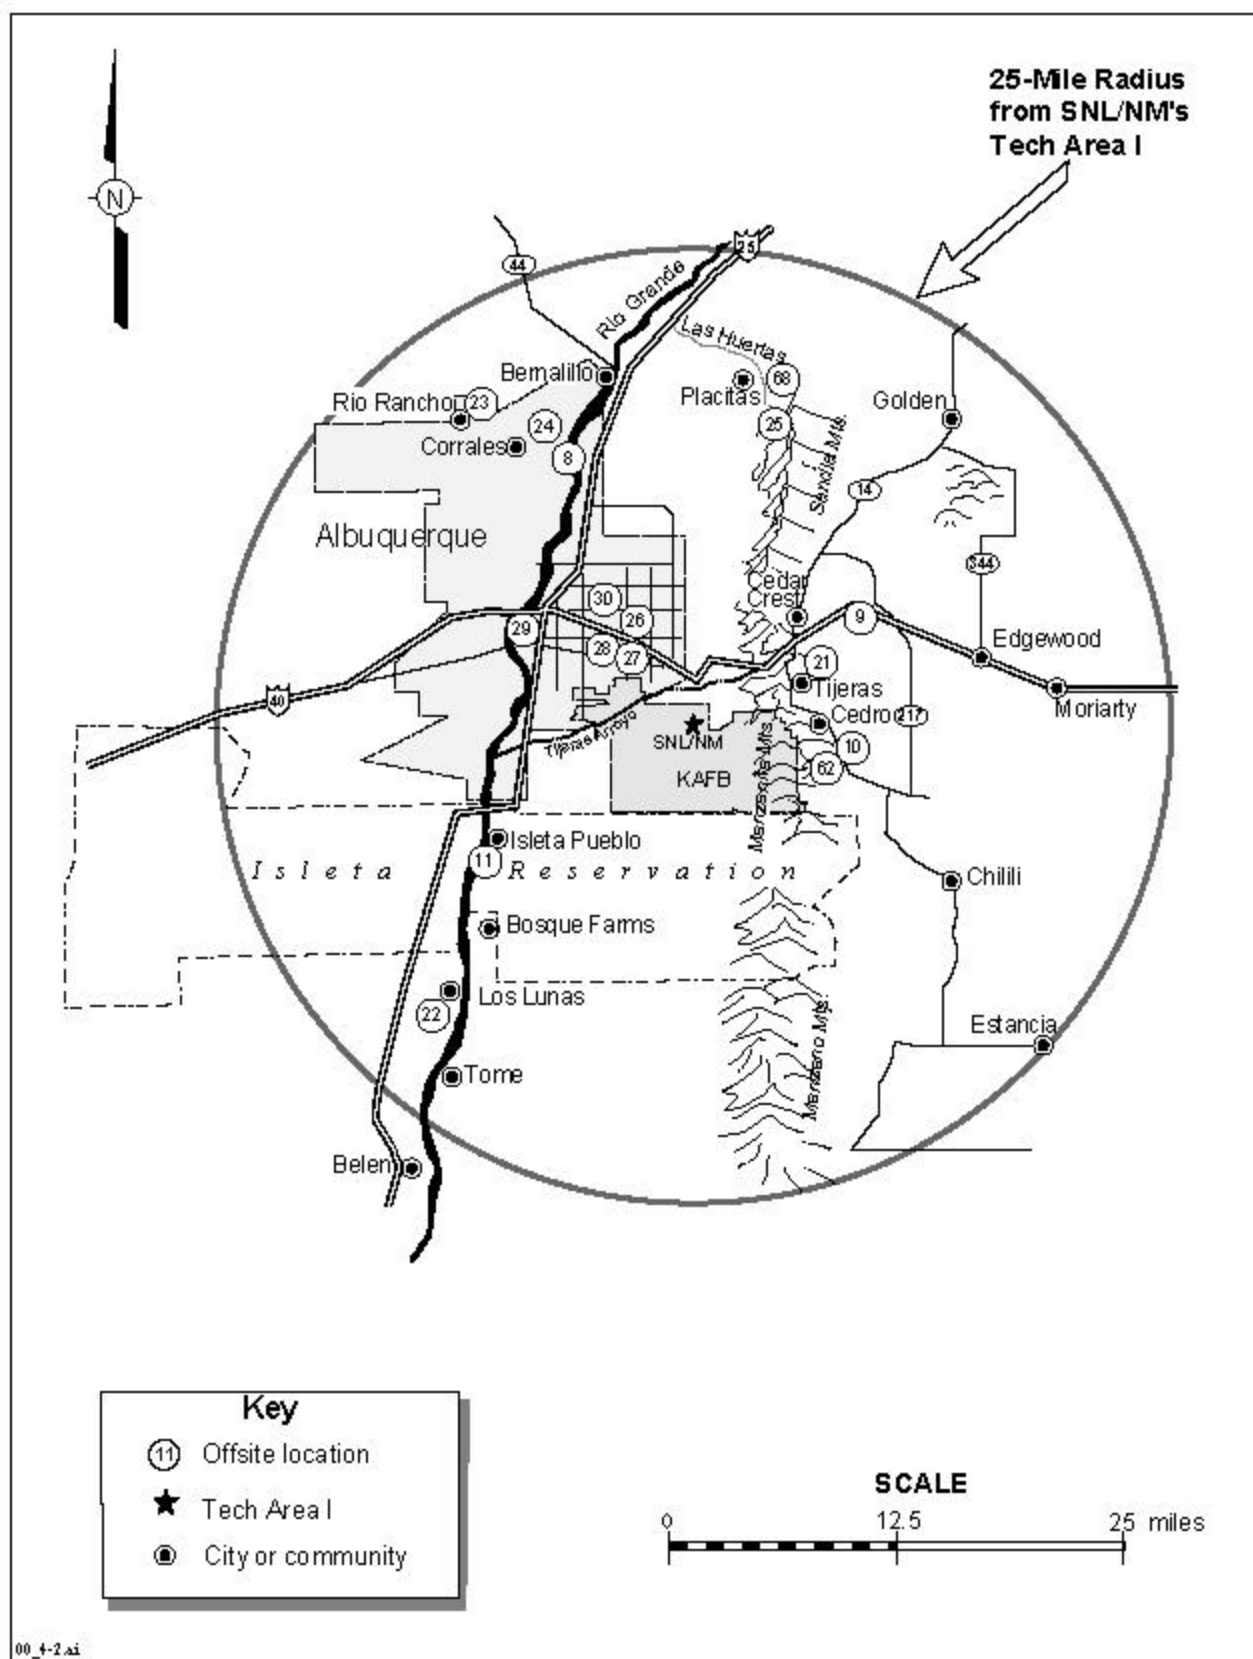 25-Mile Radius
from SNL/NM's
Tech Area I
N
25
44
Rio Grande
Las Huertas
Bernalillo
Placitas
68
Rio Rancho
23
Golden
24
25
Corrales
8
Sandia Mts.
14
Albuquerque
344
Cedar
Crest
30
26
29
9
28
27
Edgewood
21
Tijeras
40
Moriarty
Cedro
217
Tijeras Arroyo
SNL/NM
10
62
KAFB
Manzanita Mts.
Isleta Pueblo
11
Isleta Reservation
Chilili
Bosque Farms
Los Lunas
22
Manzano Mts.
Estancia
Tome
Belen
Key
11 Offsite location
Tech Area I
City or community
SCALE
0 12.5 25 miles
00_4-2.ai